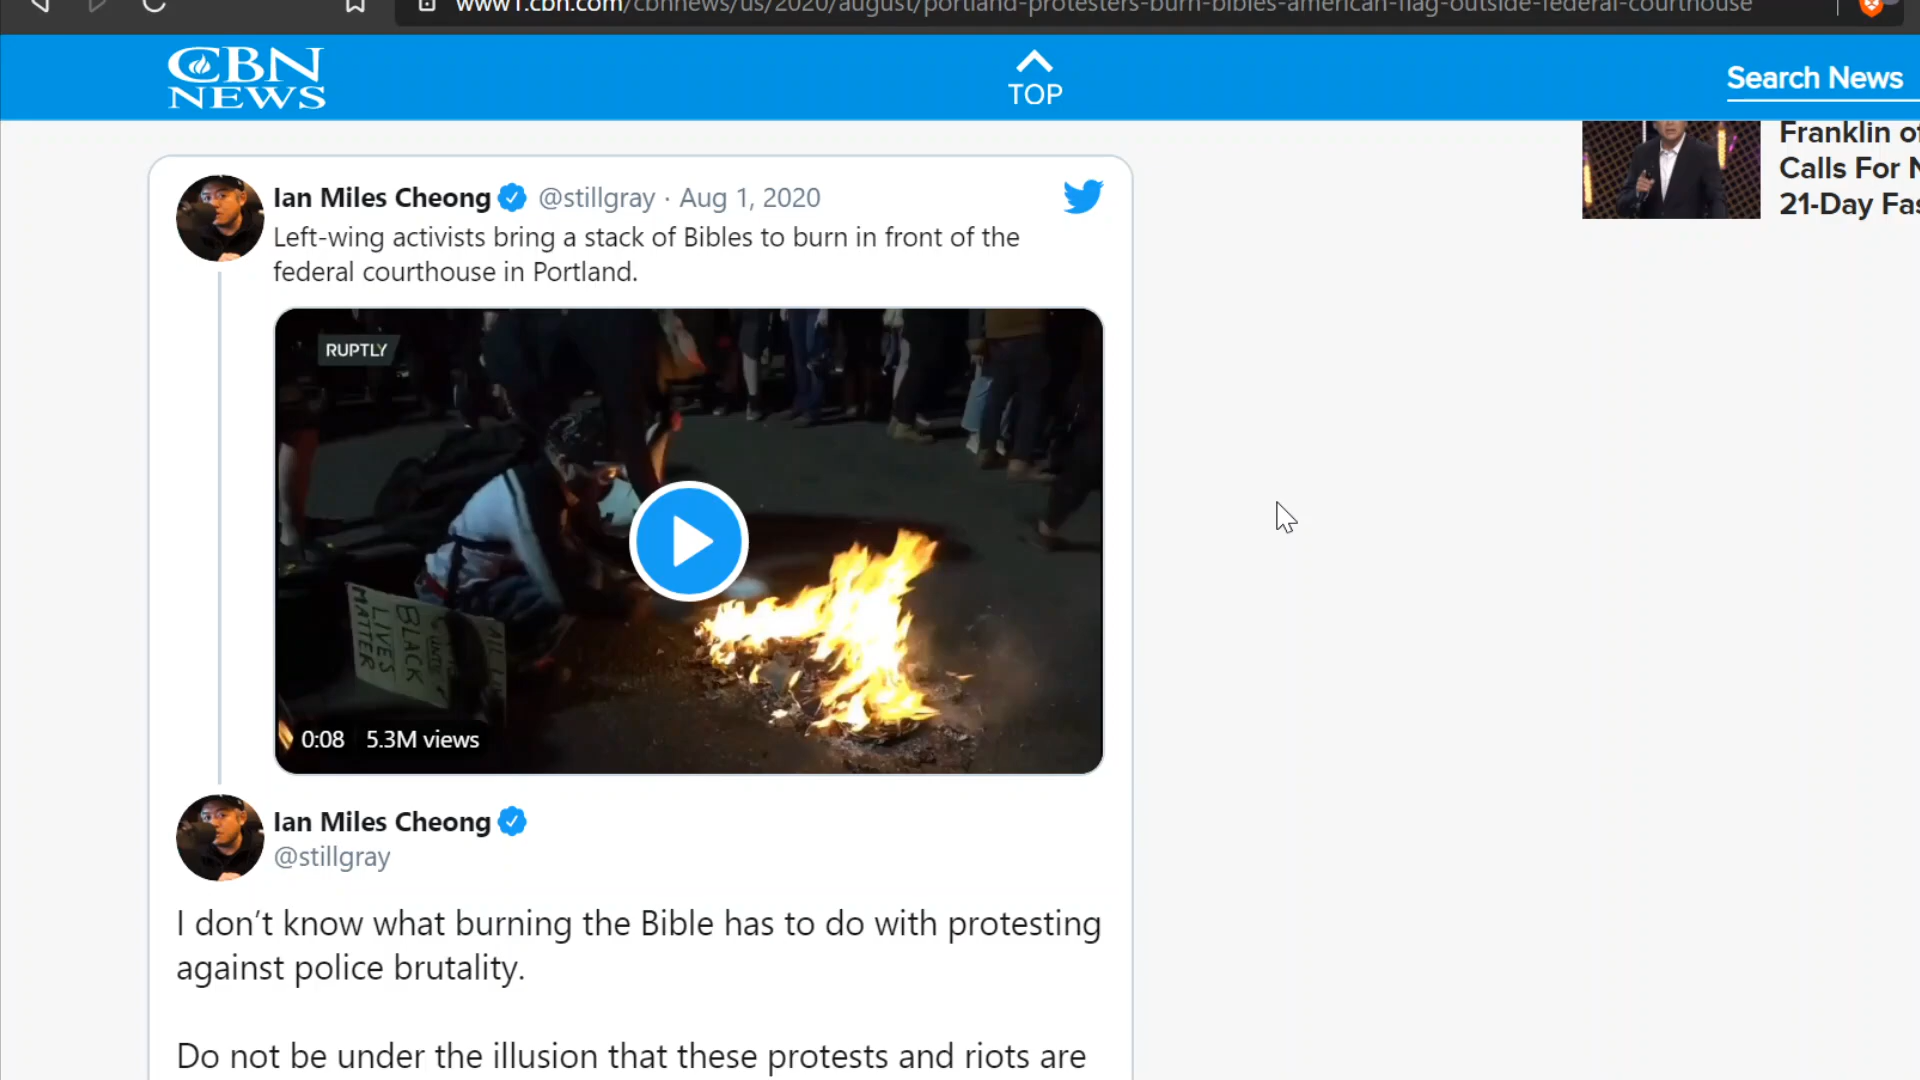 www1.cbn.com/cbnnews/us/2020/august/portland-protesters-burn-bibles-american-flag-outside-federal-courthouse
CBN
NEWS
TOP
Search News
Franklin
Calls For
21-Day
Ian Miles Cheong @stillgray · Aug 1, 2020
Left-wing activists bring a stack of Bibles to burn in front of the
federal courthouse in Portland.
RUPTLY
BLACK
LIVES
MATTER
0:08 5.3M views
Ian Miles Cheong
@stillgray
I don’t know what burning the Bible has to do with protesting
against police brutality.
Do not be under the illusion that these protests and riots are